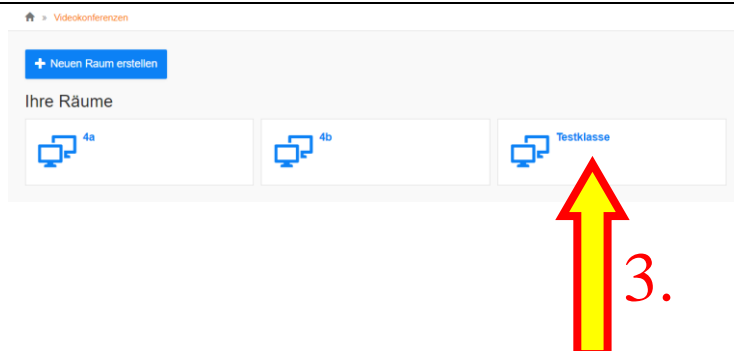 » Videokonferenzen
+ Neuen Raum erstellen
Ihre Räume
4a 4b Testklasse
3.